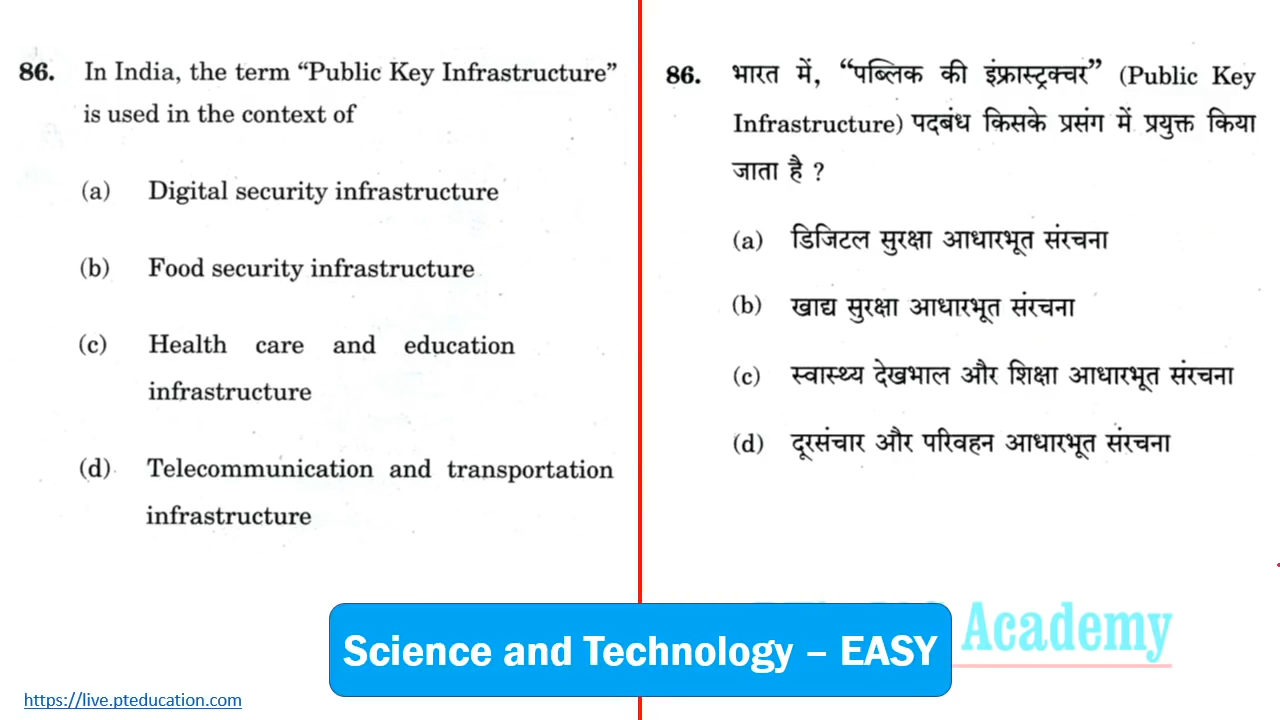 86. In India, the term “Public Key Infrastructure”
is used in the context of
(a) Digital security infrastructure
(b) Food security infrastructure
(c) Health care and education
infrastructure
(d) Telecommunication and transportation
infrastructure
86. भारत में, “पब्लिक की इंफ्रास्ट्रक्चर” (Public Key
Infrastructure) पदबंध किसके प्रसंग में प्रयुक्त किया
जाता है ?
(a) डिजिटल सुरक्षा आधारभूत संरचना
(b) खाद्य सुरक्षा आधारभूत संरचना
(c) स्वास्थ्य देखभाल और शिक्षा आधारभूत संरचना
(d) दूरसंचार और परिवहन आधारभूत संरचना
Academy
Science and Technology – EASY
https://live.pteducation.com